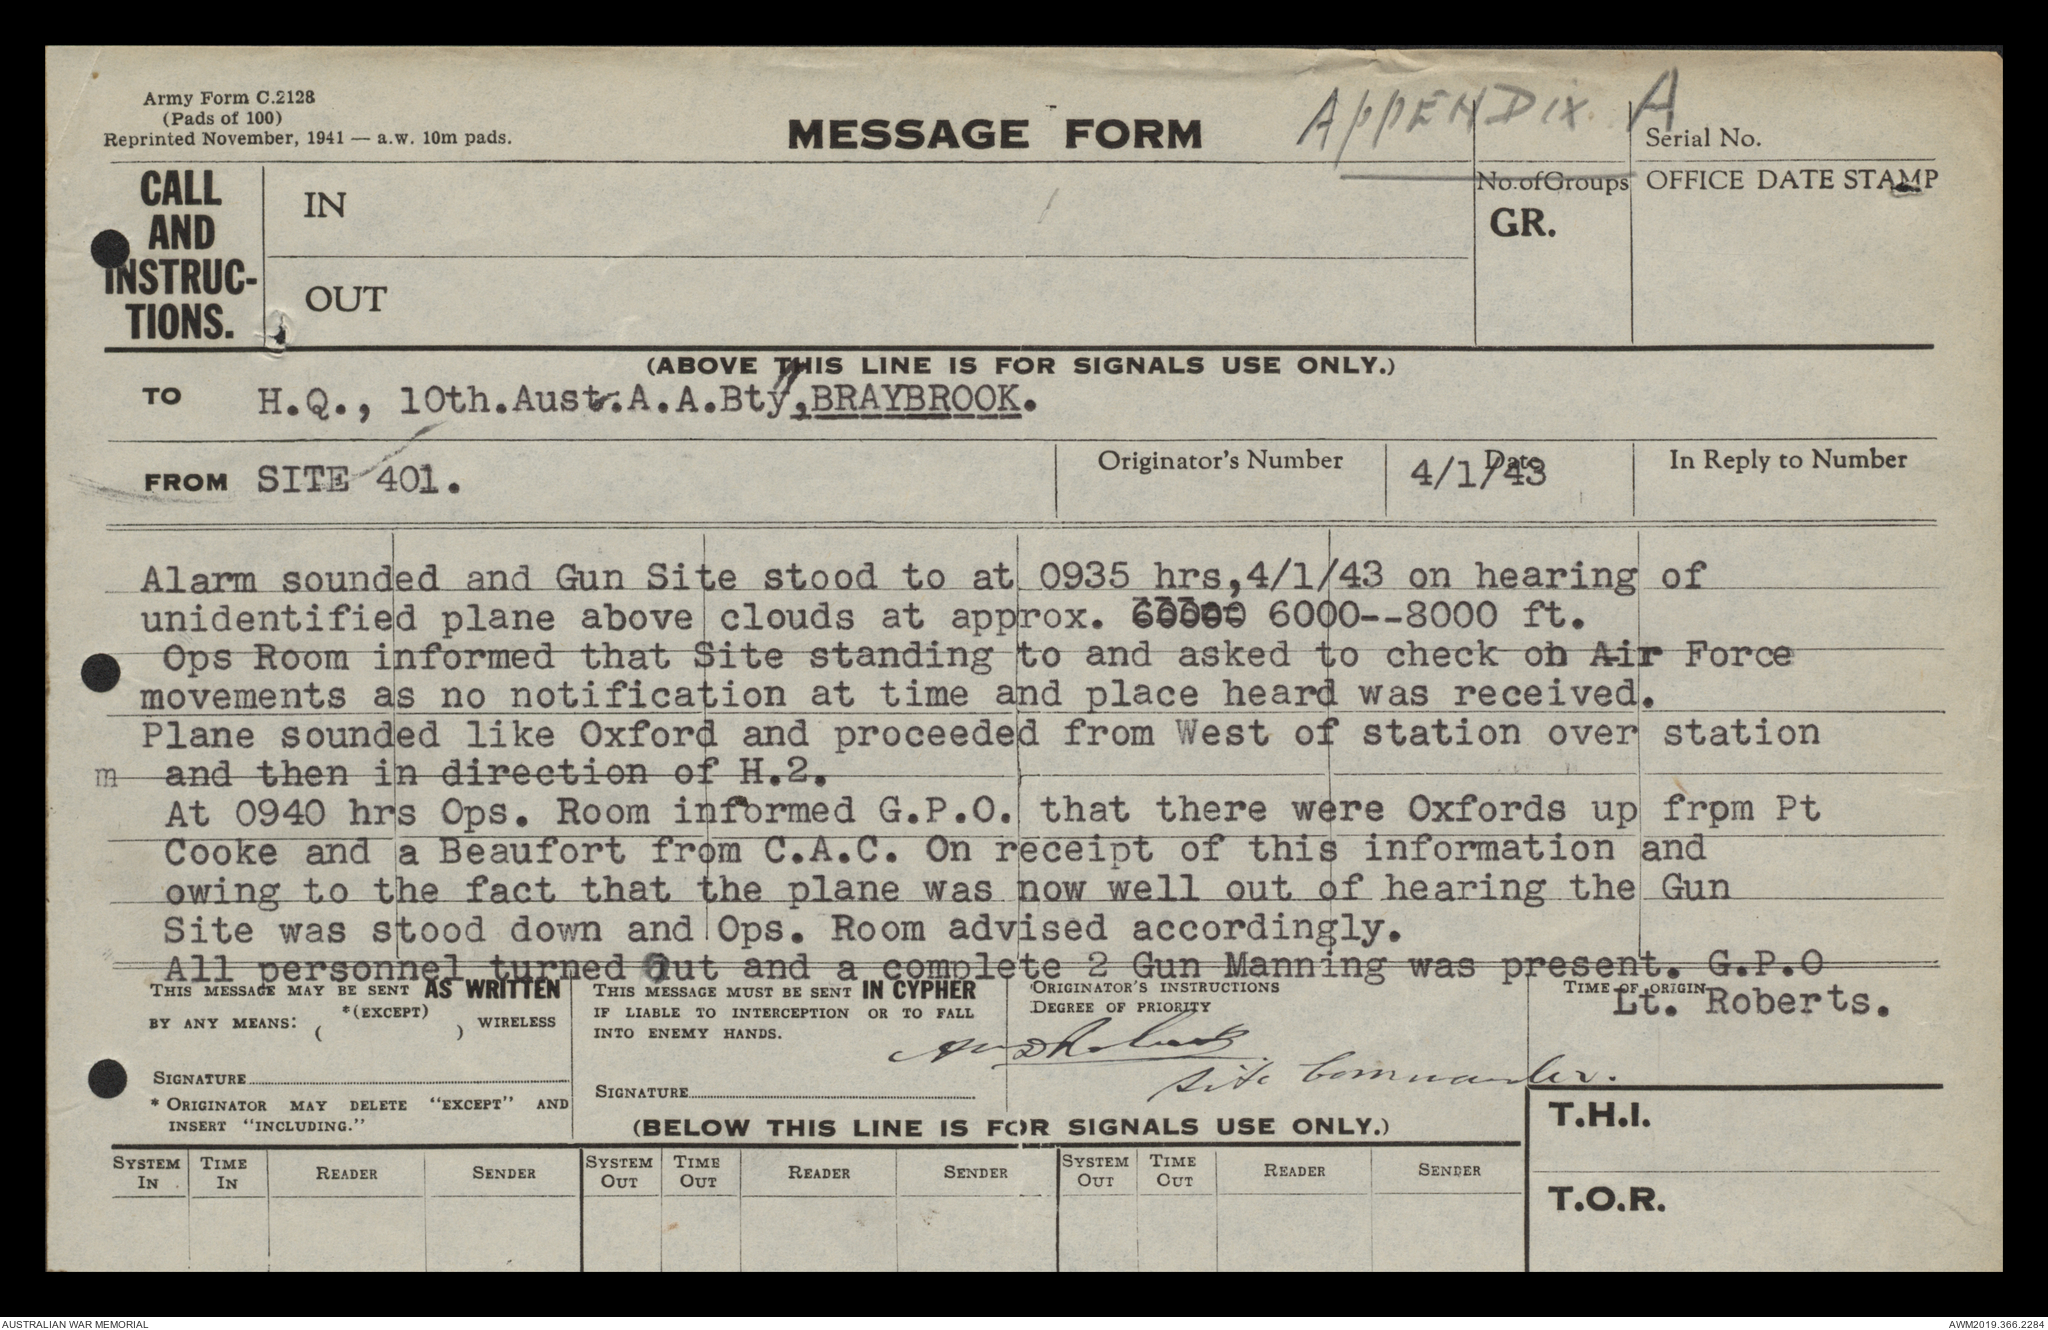 Army Form C.2128
(Pads of 100)
Reprinted November, 1941 — a.w. 10m pads.
MESSAGE FORM
APPENDIX. A
Serial No.
CALL
AND
INSTRUC-
TIONS.
IN
OUT
No. of Groups
GR.
OFFICE DATE STAMP
(ABOVE THIS LINE IS FOR SIGNALS USE ONLY.)
TO H.Q., 10th.Austr.A.A.Bty,BRAYBROOK.
FROM SITE 401.
Originator's Number
Date
4/1/43
In Reply to Number
Alarm sounded and Gun Site stood to at 0935 hrs,4/1/43 on hearing of
unidentified plane above clouds at approx. 6000--8000 ft.
Ops Room informed that Site standing to and asked to check on Air Force
movements as no notification at time and place heard was received.
Plane sounded like Oxford and proceeded from West of station over station
m and then in direction of H.2.
At 0940 hrs Ops. Room informed G.P.O. that there were Oxfords up from Pt
Cooke and a Beaufort from C.A.C. On receipt of this information and
owing to the fact that the plane was now well out of hearing the Gun
Site was stood down and Ops. Room advised accordingly.
All personnel turned out and a complete 2 Gun Manning was present. G.P.O
Lt. Roberts.
THIS MESSAGE MAY BE SENT AS WRITTEN
BY ANY MEANS: *(EXCEPT) ( ) WIRELESS
SIGNATURE
* ORIGINATOR MAY DELETE "EXCEPT" AND
INSERT "INCLUDING."
THIS MESSAGE MUST BE SENT IN CYPHER
IF LIABLE TO INTERCEPTION OR TO FALL
INTO ENEMY HANDS.
SIGNATURE
ORIGINATOR'S INSTRUCTIONS
DEGREE OF PRIORITY
TIME OF ORIGIN
Roberts
Site Commander.
(BELOW THIS LINE IS FOR SIGNALS USE ONLY.)
T.H.I.
T.O.R.
SYSTEM IN TIME IN READER SENDER SYSTEM OUT TIME OUT READER SENDER SYSTEM OUT TIME OUT READER SENDER
AUSTRALIAN WAR MEMORIAL
AWM2019.366.2284